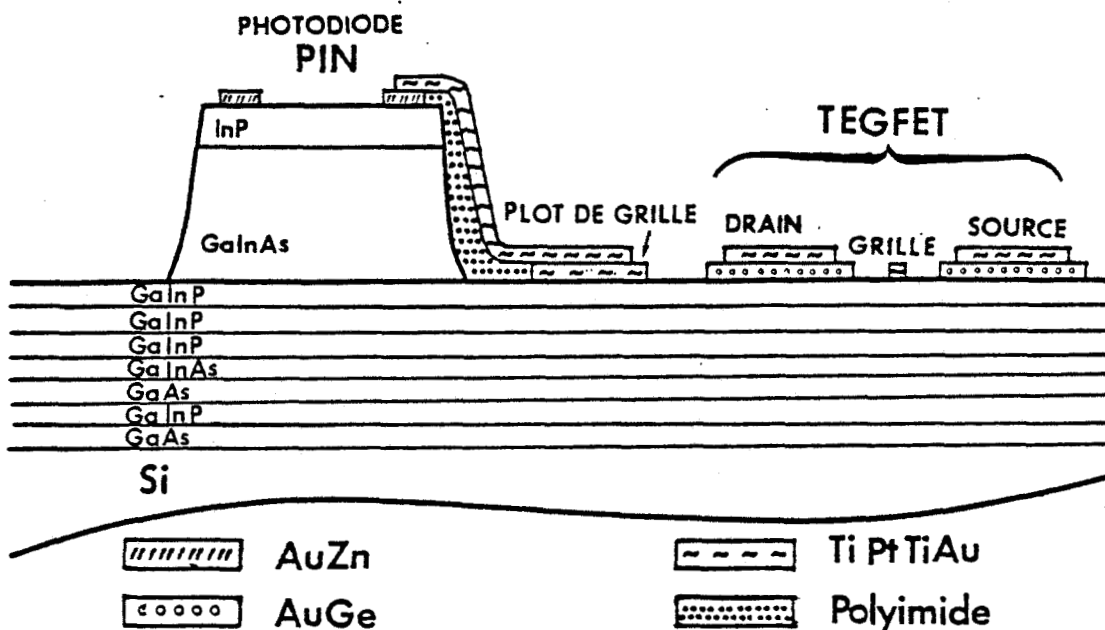 PHOTODIODE
PIN
InP
GaInAs
TEGFET
PLOT DE GRILLE
DRAIN
GRILLE
SOURCE
GaInP
GaInP
GaInP
GaInAs
GaAs
GaInP
GaAs
Si
AuZn
Ti Pt TiAu
AuGe
Polyimide